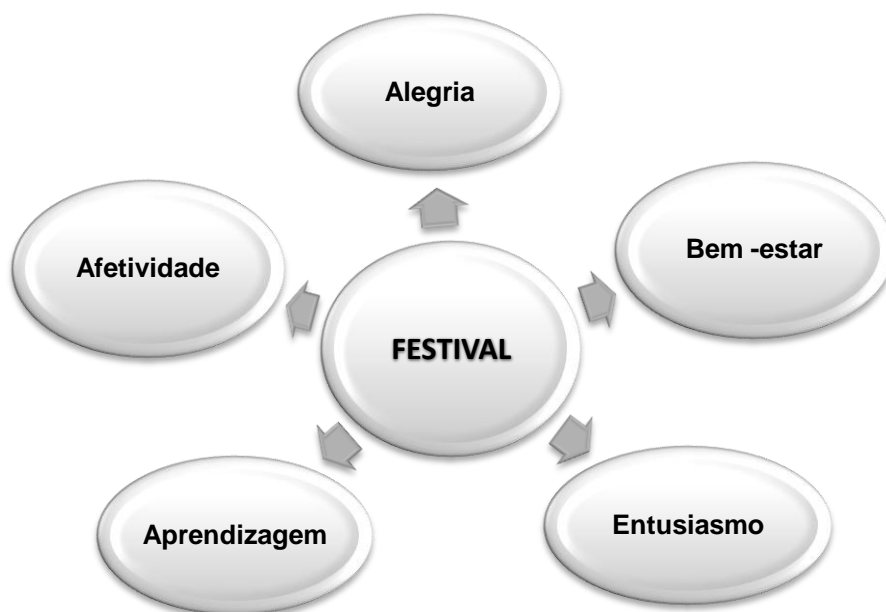 Alegria
Afetividade
Bem -estar
FESTIVAL
Aprendizagem
Entusiasmo